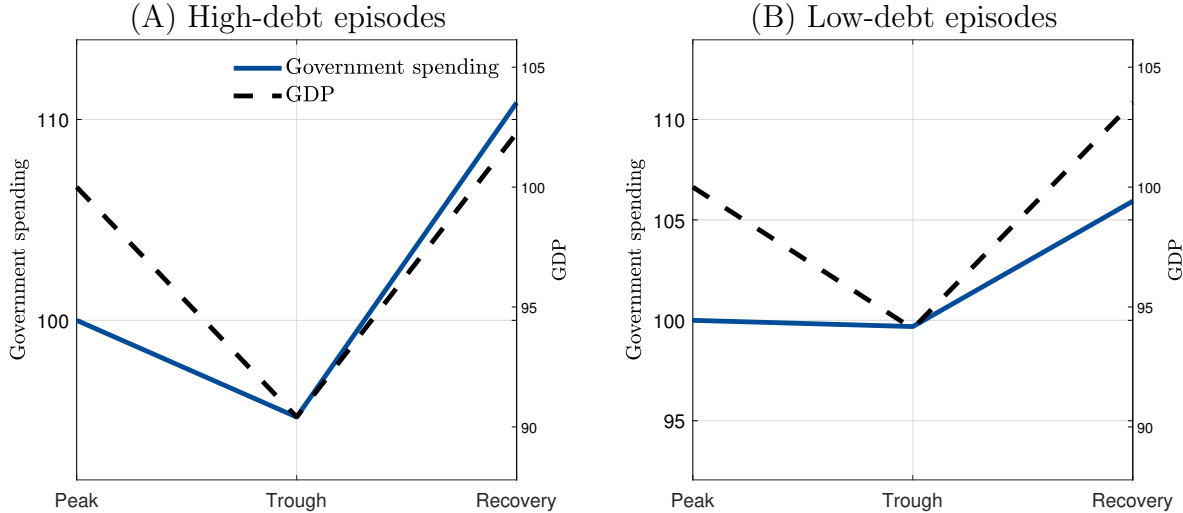 (A) High-debt episodes
Government spending
GDP
110
100
Government spending
105
100
95
90
GDP
Peak
Trough
Recovery
(B) Low-debt episodes
110
105
100
95
Government spending
105
100
95
90
GDP
Peak
Trough
Recovery